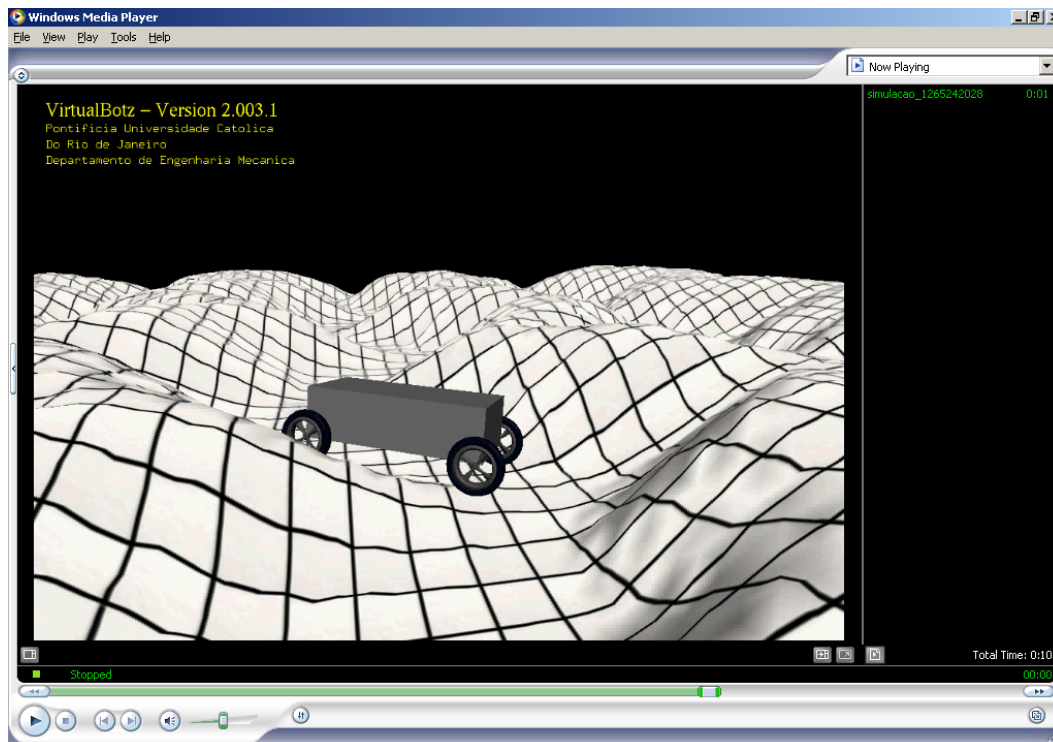 Windows Media Player
File View Play Tools Help
Now Playing
VirtualBotz – Version 2.003.1
Pontificia Universidade Catolica
Do Rio de Janeiro
Departamento de Engenharia Mecanica
simulacao_1265242028 0:01
Total Time: 0:10
Stopped 00:00